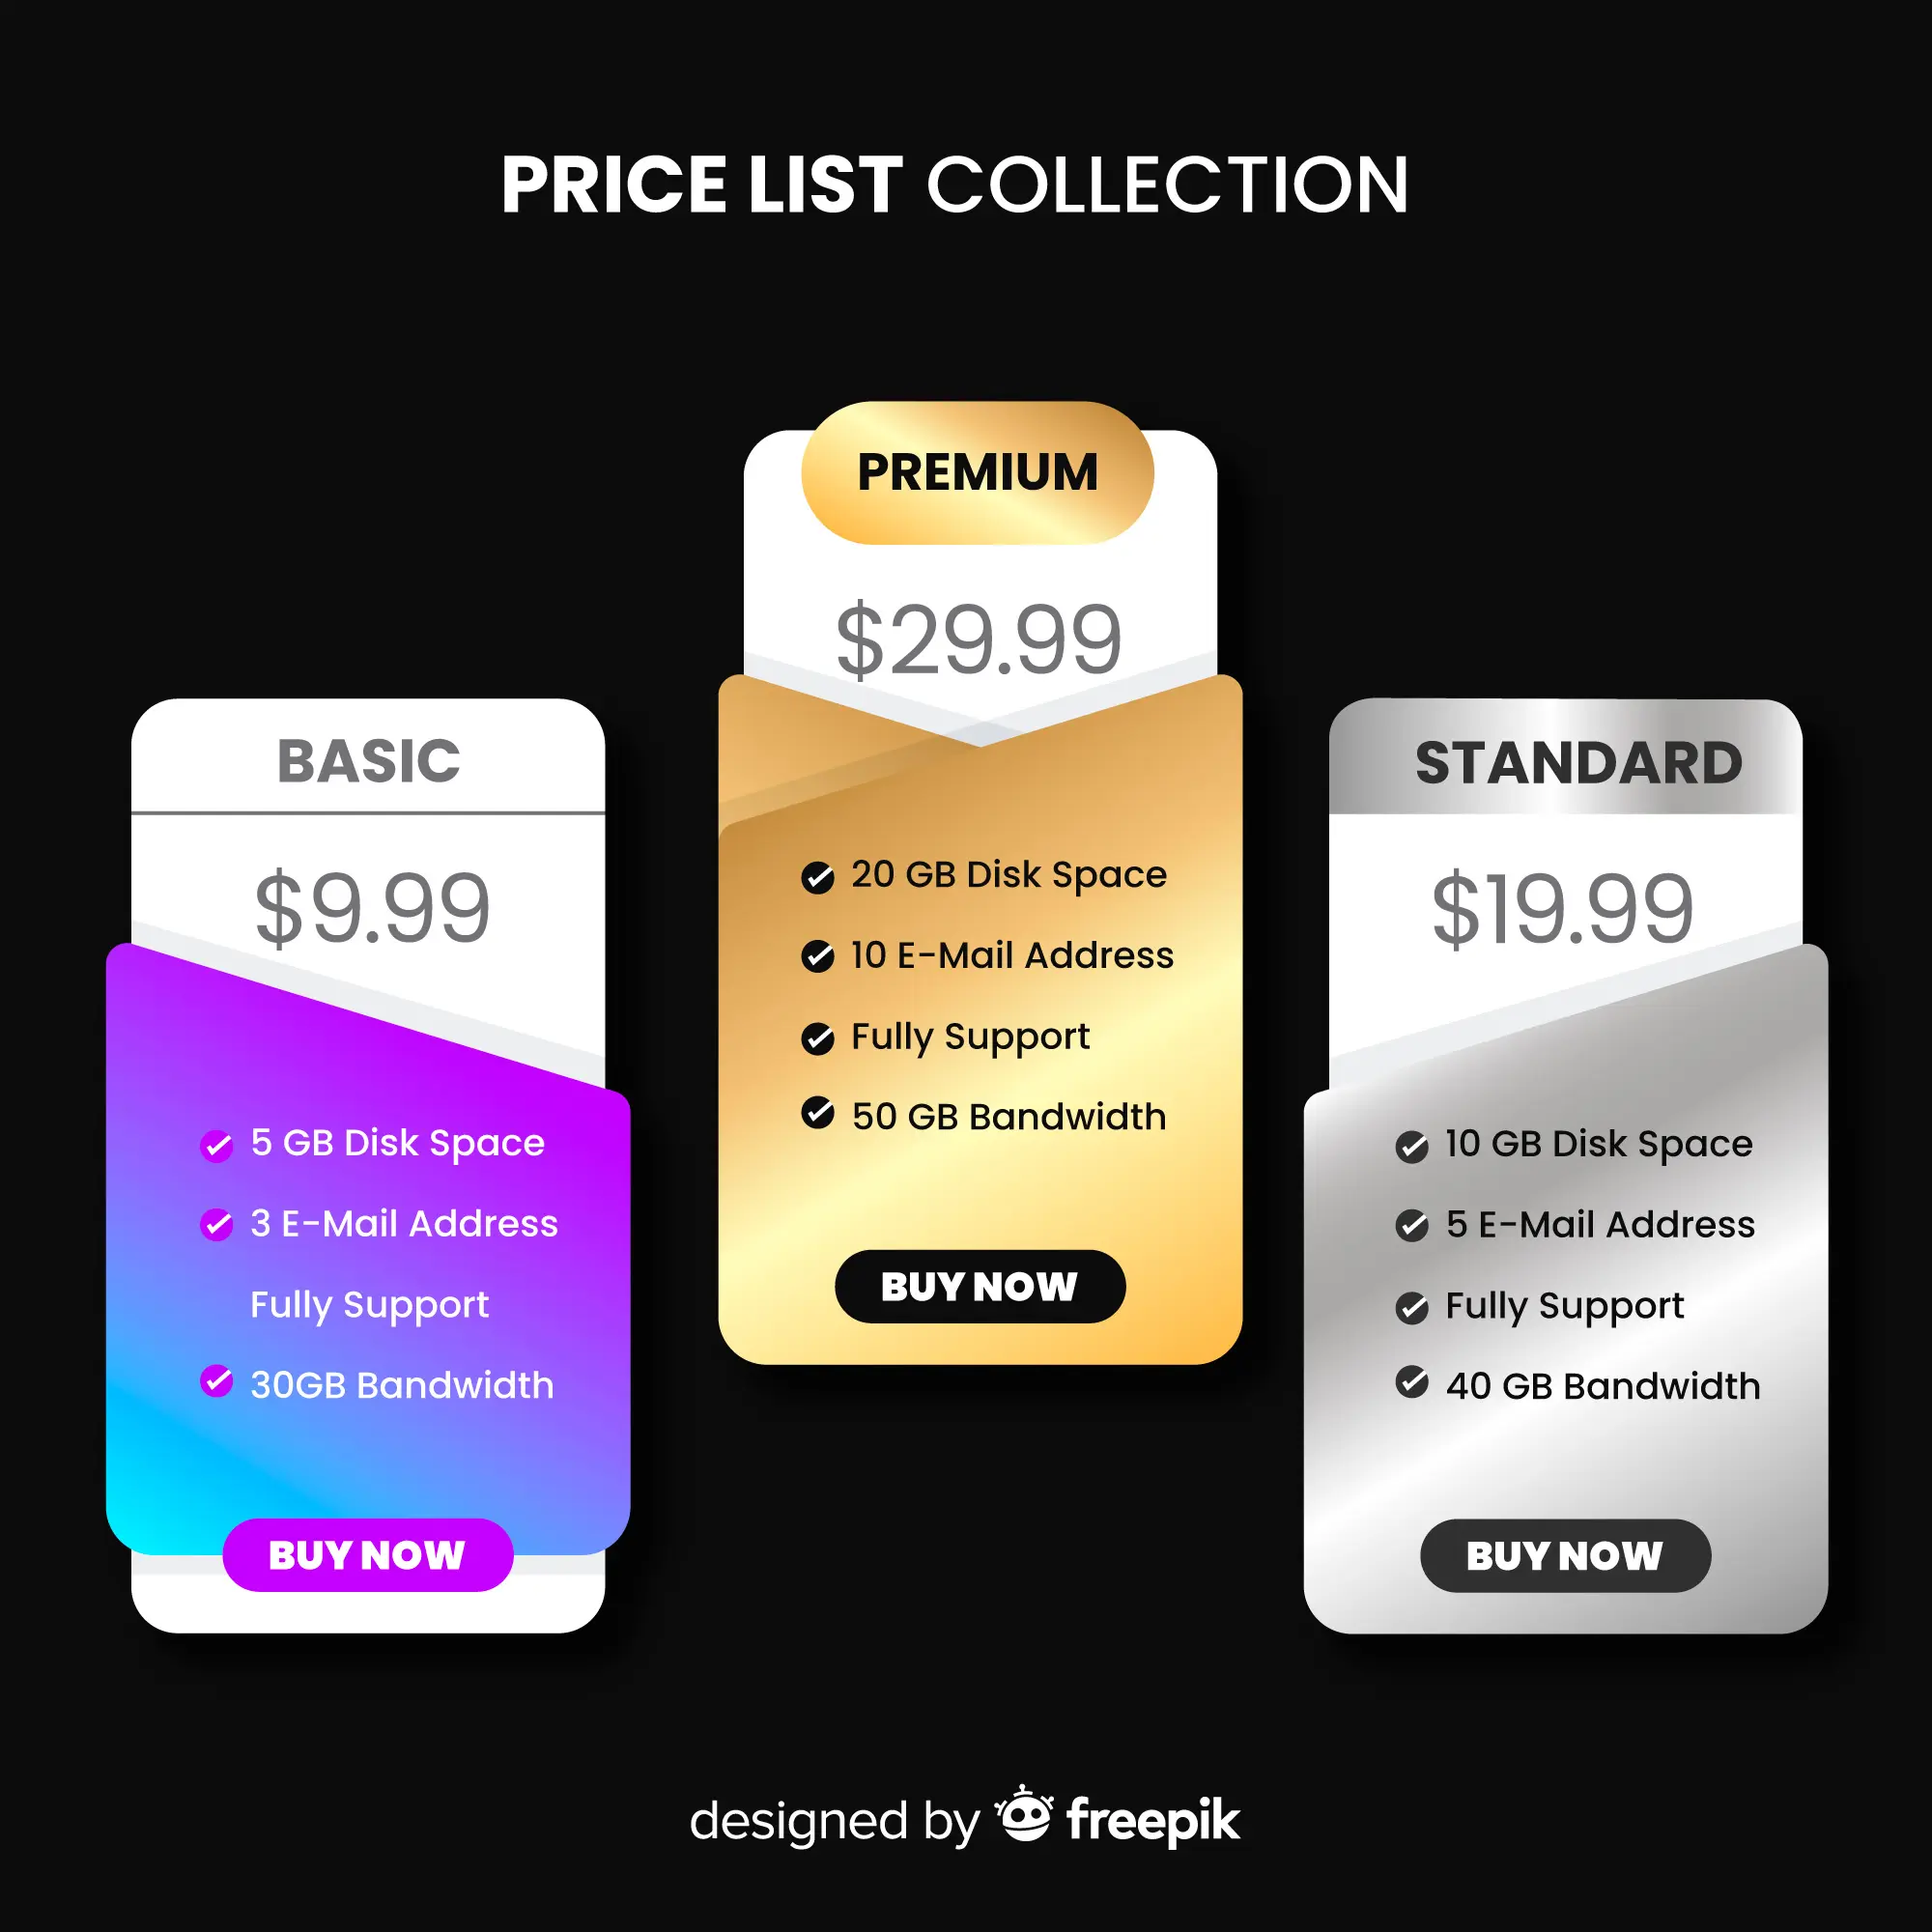 PRICE LIST COLLECTION
BASIC
$9.99
5 GB Disk Space
3 E-Mail Address
Fully Support
30GB Bandwidth
BUY NOW
PREMIUM
$29.99
20 GB Disk Space
10 E-Mail Address
Fully Support
50 GB Bandwidth
BUY NOW
STANDARD
$19.99
10 GB Disk Space
5 E-Mail Address
Fully Support
40 GB Bandwidth
BUY NOW
designed by freepik